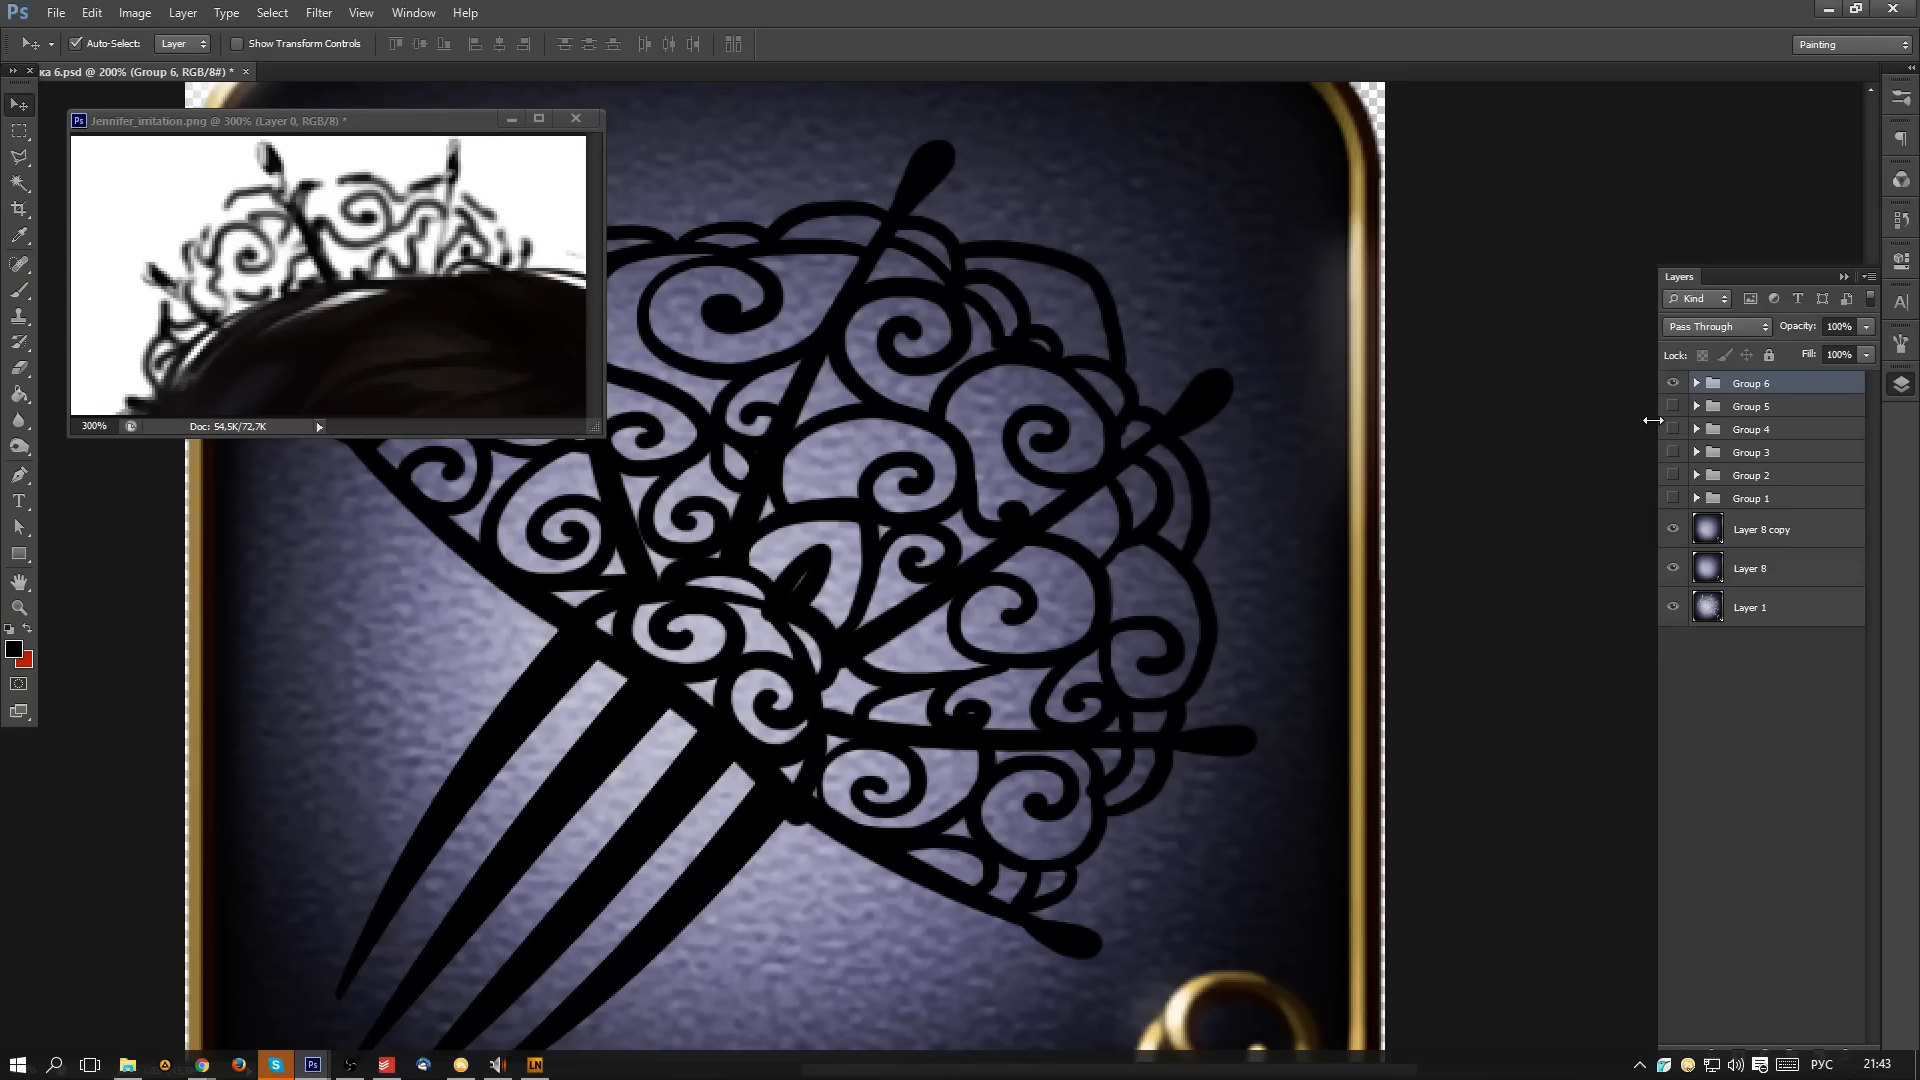 Ps File Edit Image Layer Type Select Filter View Window Help
Auto-Select: Layer Show Transform Controls Painting
ка 6.psd @ 200% (Group 6, RGB/8#) *
Ps Jennifer_irritation.png @ 300% (Layer 0, RGB/8) *
300% Doc: 54,5K/72,7K
Layers
Kind
Pass Through Opacity: 100%
Lock: Fill: 100%
Group 6
Group 5
Group 4
Group 3
Group 2
Group 1
Layer 8 copy
Layer 8
Layer 1
РУС 21:43